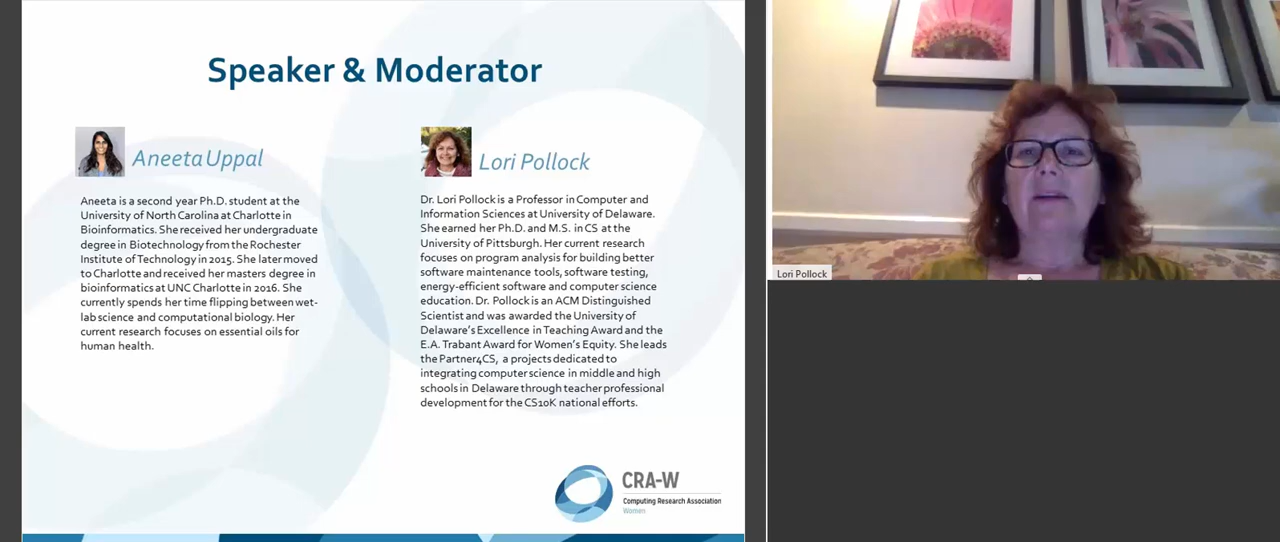 Speaker & Moderator
Aneeta Uppal
Aneeta is a second year Ph.D. student at the
University of North Carolina at Charlotte in
Bioinformatics. She received her undergraduate
degree in Biotechnology from the Rochester
Institute of Technology in 2015. She later moved
to Charlotte and received her masters degree in
bioinformatics at UNC Charlotte in 2016. She
currently spends her time flipping between wet-
lab science and computational biology. Her
current research focuses on essential oils for
human health.
Lori Pollock
Dr. Lori Pollock is a Professor in Computer and
Information Sciences at University of Delaware.
She earned her Ph.D. and M.S. in CS at the
University of Pittsburgh. Her current research
focuses on program analysis for building better
software maintenance tools, software testing,
energy-efficient software and computer science
education. Dr. Pollock is an ACM Distinguished
Scientist and was awarded the University of
Delaware's Excellence in Teaching Award and the
E.A. Trabant Award for Women's Equity. She leads
the Partner4CS, a projects dedicated to
integrating computer science in middle and high
schools in Delaware through teacher professional
development for the CS10K national efforts.
CRA-W
Computing Research Association
Women
Lori Pollock